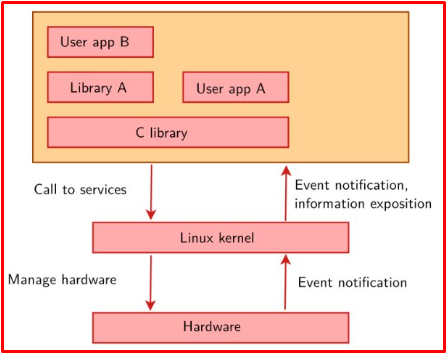 User app B
Library A
User app A
C library
Call to services
Event notification,
information exposition
Linux kernel
Manage hardware
Event notification
Hardware